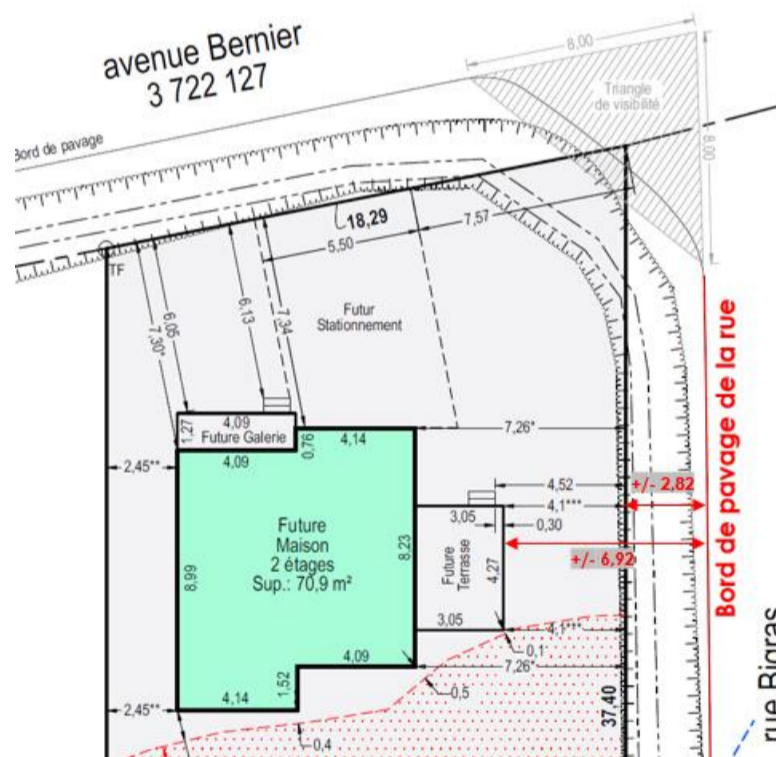 avenue Bernier
3 722 127
Bord de pavage
8,00
Triangle
de visibilité
8,00
TF
18,29
7,57
5,50
7,30*
6,05
6,13
7,34
Futur
Stationnement
1,27
4,09
Future Galerie
4,09
0,76
4,14
7,26*
2,45**
4,52
+/- 2,82
4,1***
3,05
0,30
+/- 6,92
Future
Maison
2 étages
Sup.: 70,9 m²
8,99
8,23
Future
Terrasse
4,27
3,05
4,1***
0,1
4,09
7,26*
1,52
0,5
2,45**
4,14
0,4
37.40
Bord de pavage de la rue
rue Bigras